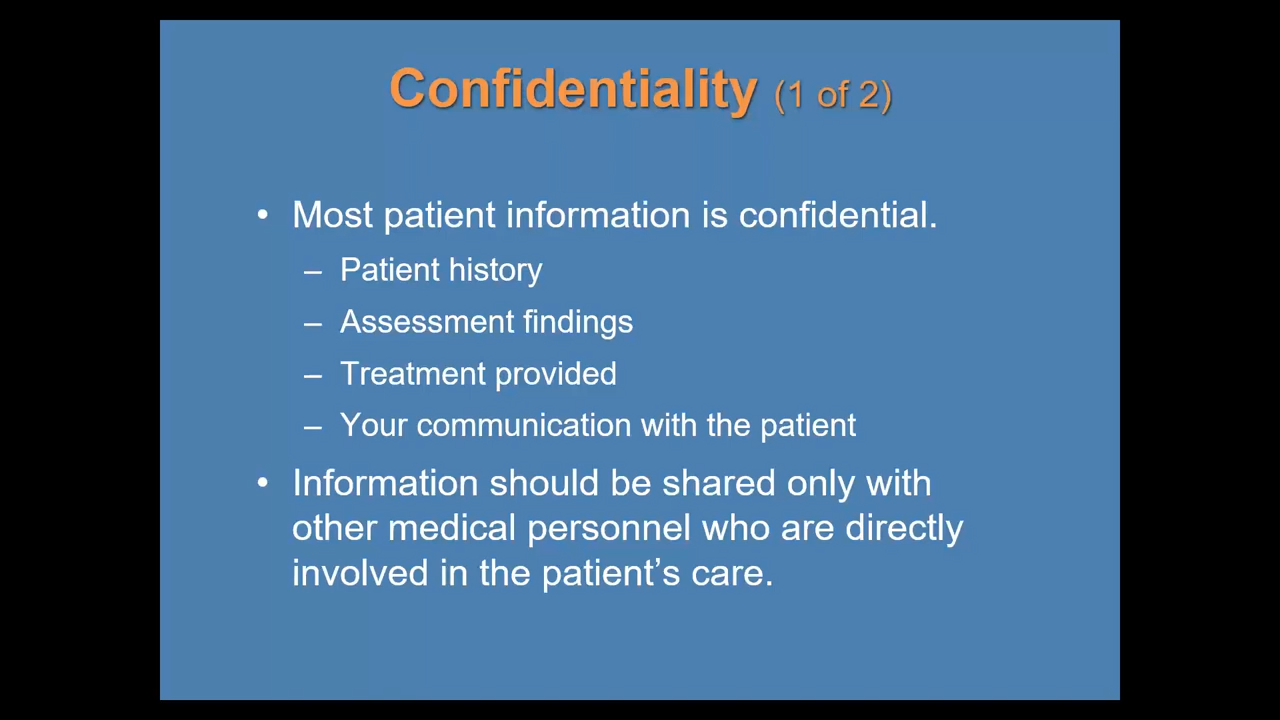 Confidentiality (1 of 2)
• Most patient information is confidential.
– Patient history
– Assessment findings
– Treatment provided
– Your communication with the patient
• Information should be shared only with
other medical personnel who are directly
involved in the patient’s care.